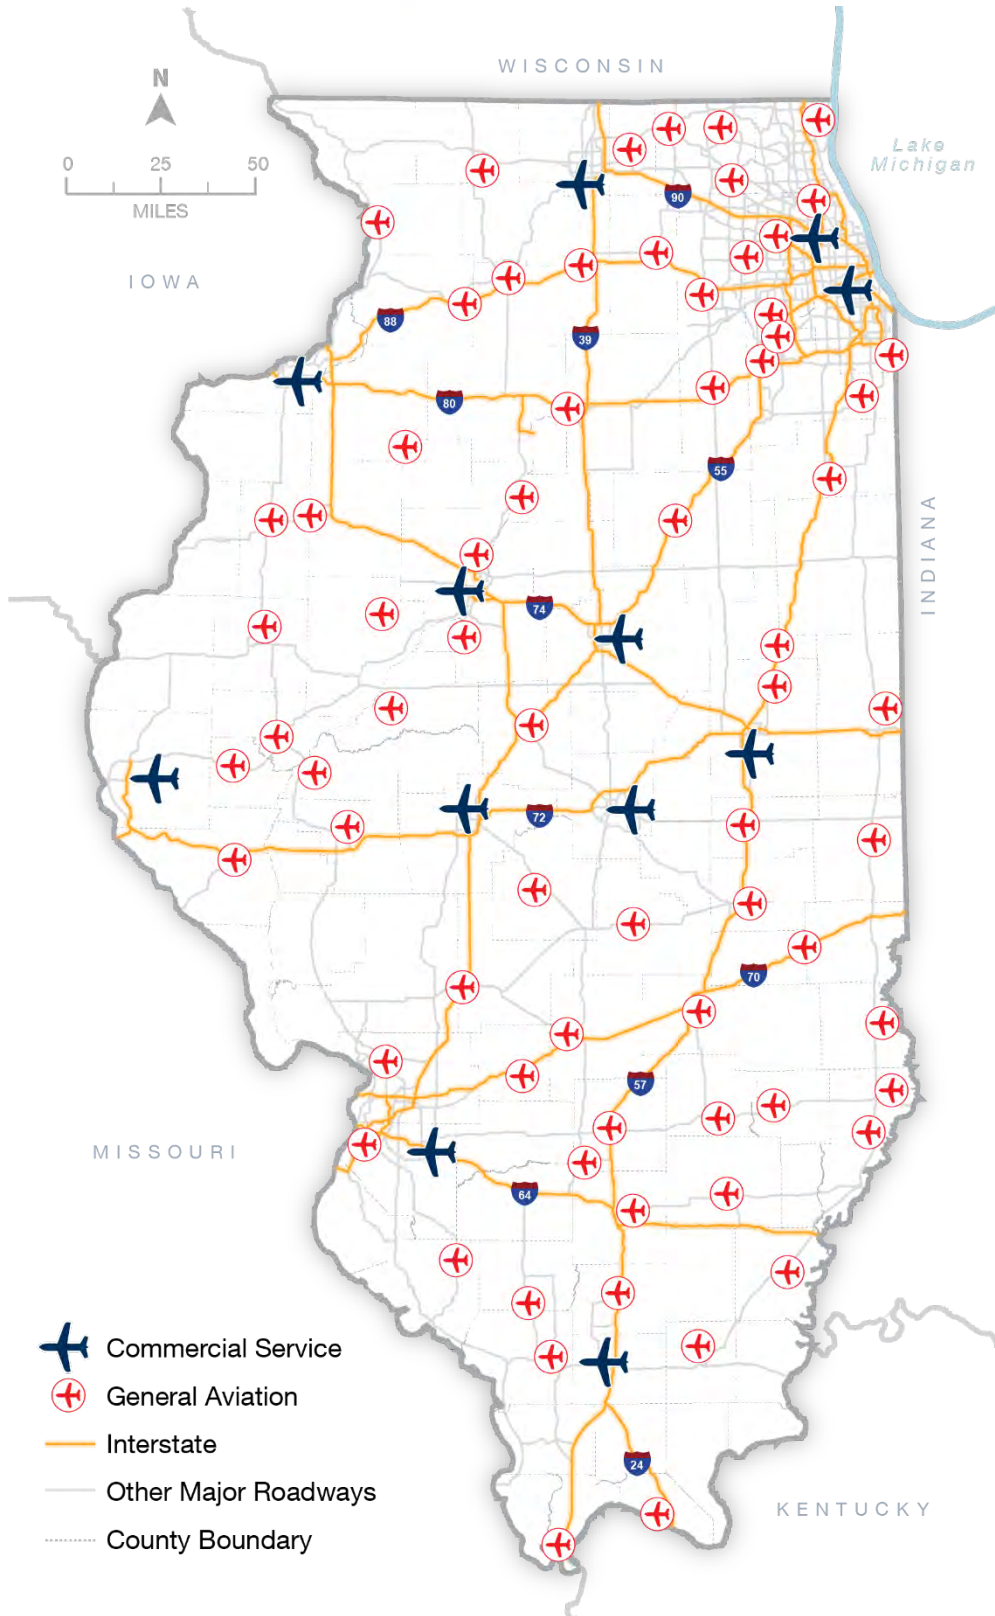 WISCONSIN
N
0 25 50
MILES
Lake
Michigan
90
IOWA
88
39
80
55
INDIANA
74
72
70
57
MISSOURI
64
Commercial Service
General Aviation
Interstate
24
Other Major Roadways
KENTUCKY
County Boundary